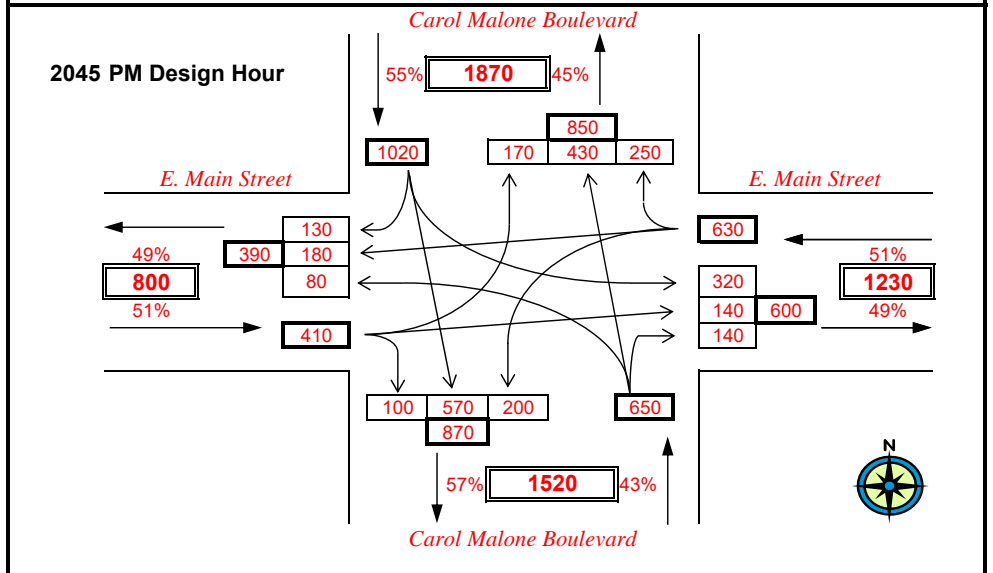 Carol Malone Boulevard
2045 PM Design Hour
55% 1870 45%
850
1020 170 430 250
E. Main Street E. Main Street
130 630
49% 390 180 51%
800 80 320 1230
51% 140 600 49%
410 140
100 570 200 650
870
57% 1520 43%
N
Carol Malone Boulevard